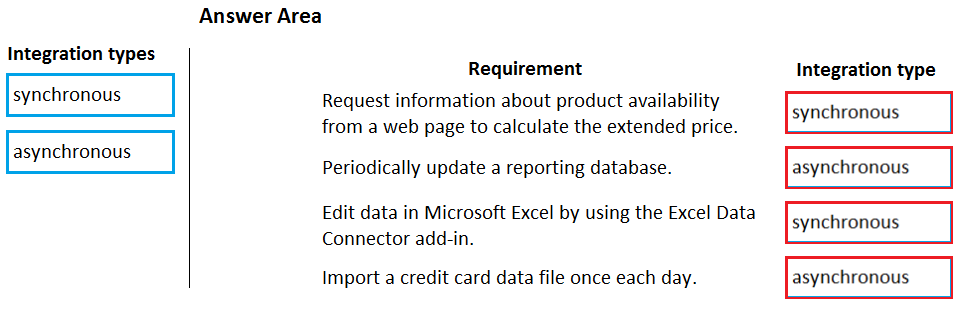 Answer Area
Integration types
synchronous
asynchronous
Requirement
Integration type
Request information about product availability
from a web page to calculate the extended price.
synchronous
Periodically update a reporting database.
asynchronous
Edit data in Microsoft Excel by using the Excel Data
Connector add-in.
synchronous
Import a credit card data file once each day.
asynchronous